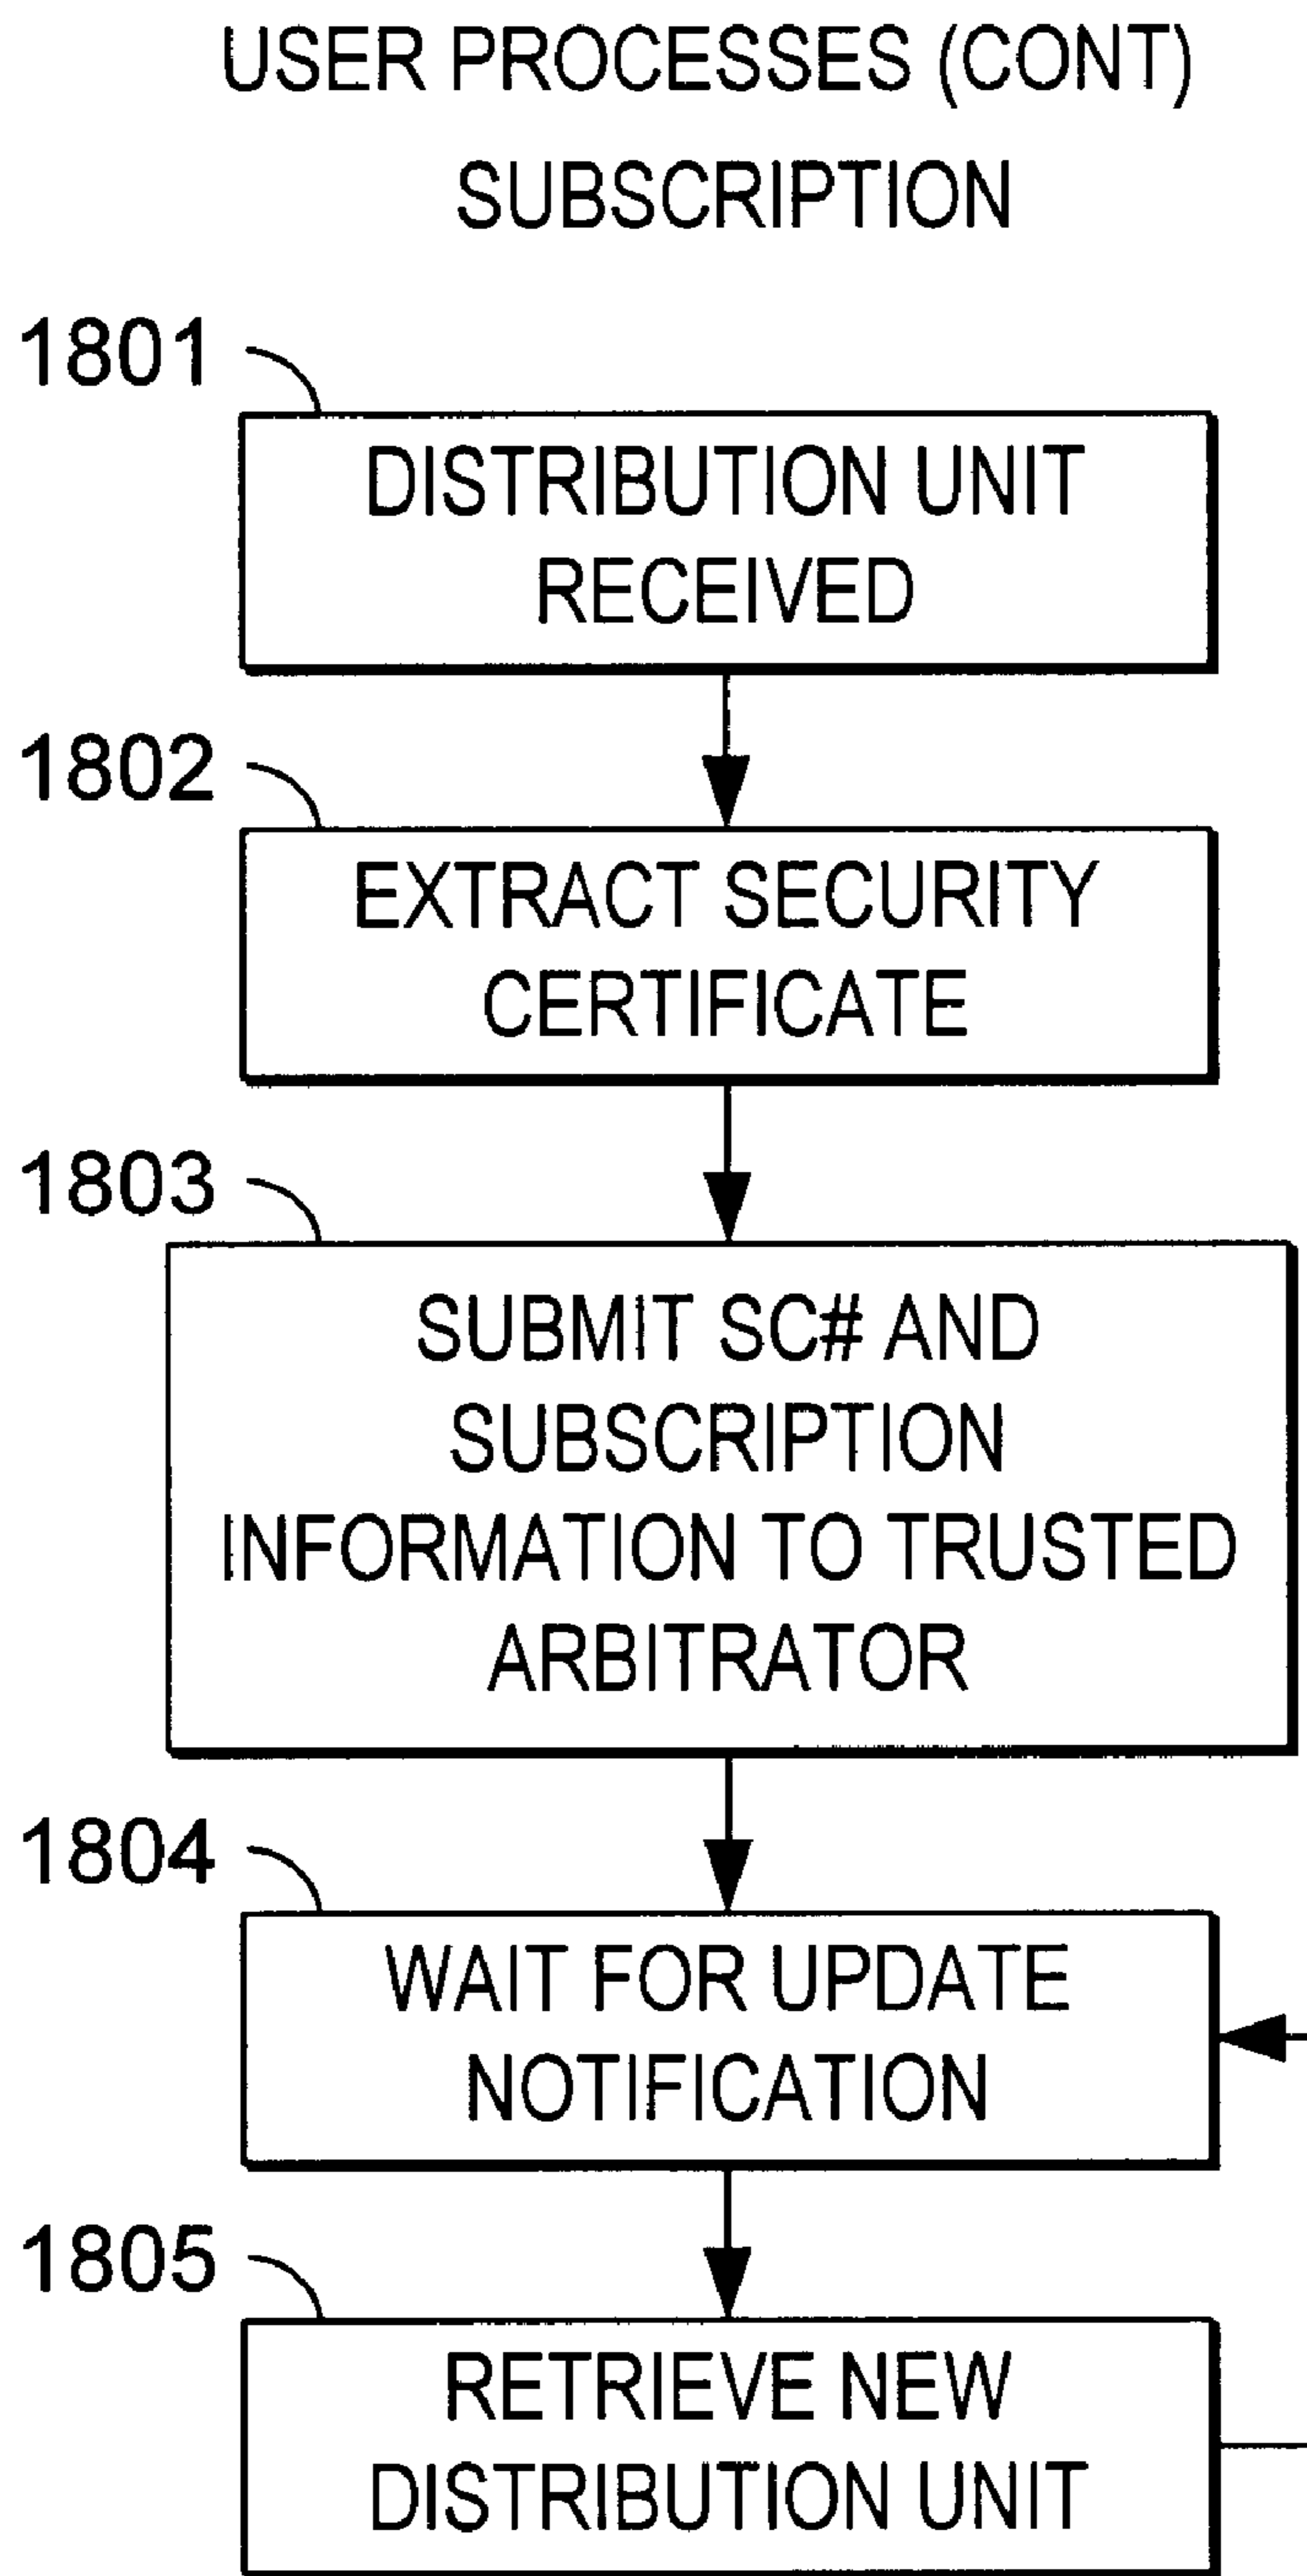 USER PROCESSES (CONT)
SUBSCRIPTION
1801
DISTRIBUTION UNIT
RECEIVED
1802
EXTRACT SECURITY
CERTIFICATE
1803
SUBMIT SC# AND
SUBSCRIPTION
INFORMATION TO TRUSTED
ARBITRATOR
1804
WAIT FOR UPDATE
NOTIFICATION
1805
RETRIEVE NEW
DISTRIBUTION UNIT